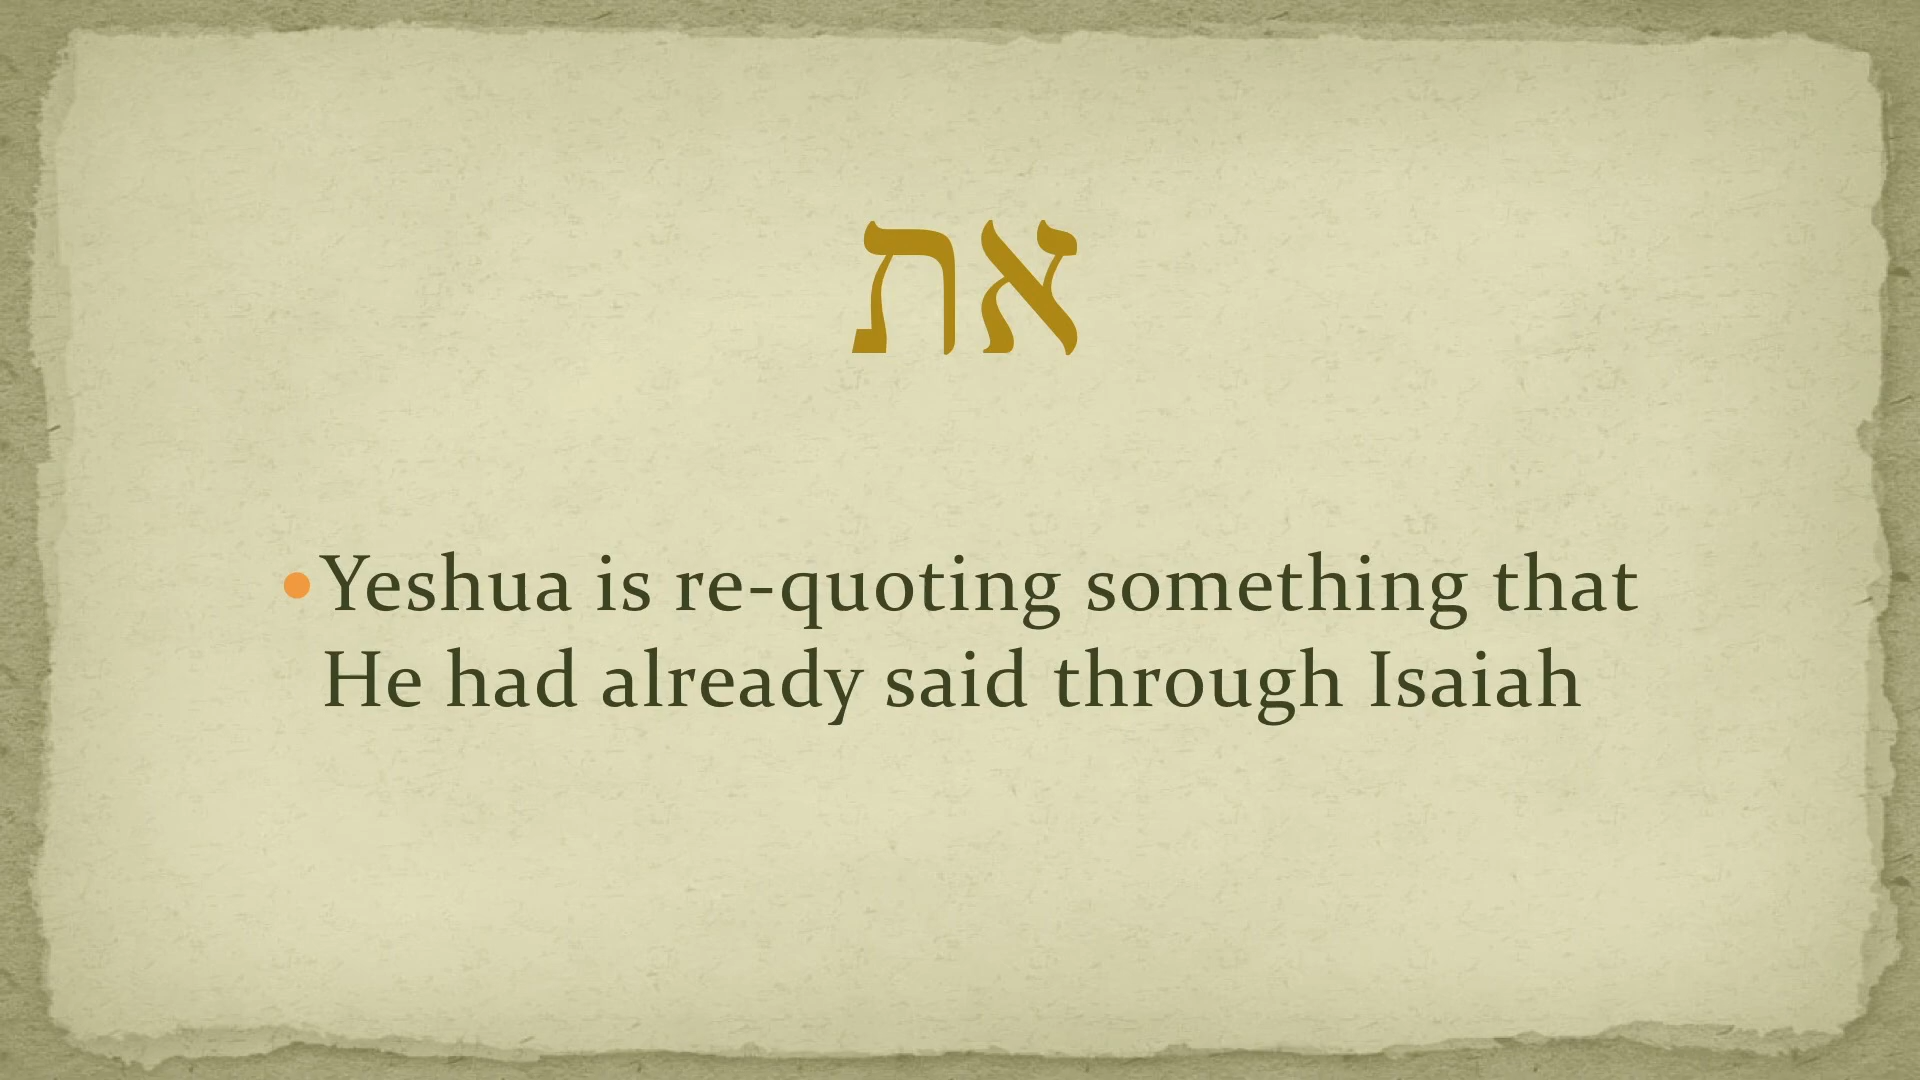 את
•Yeshua is re-quoting something that
He had already said through Isaiah